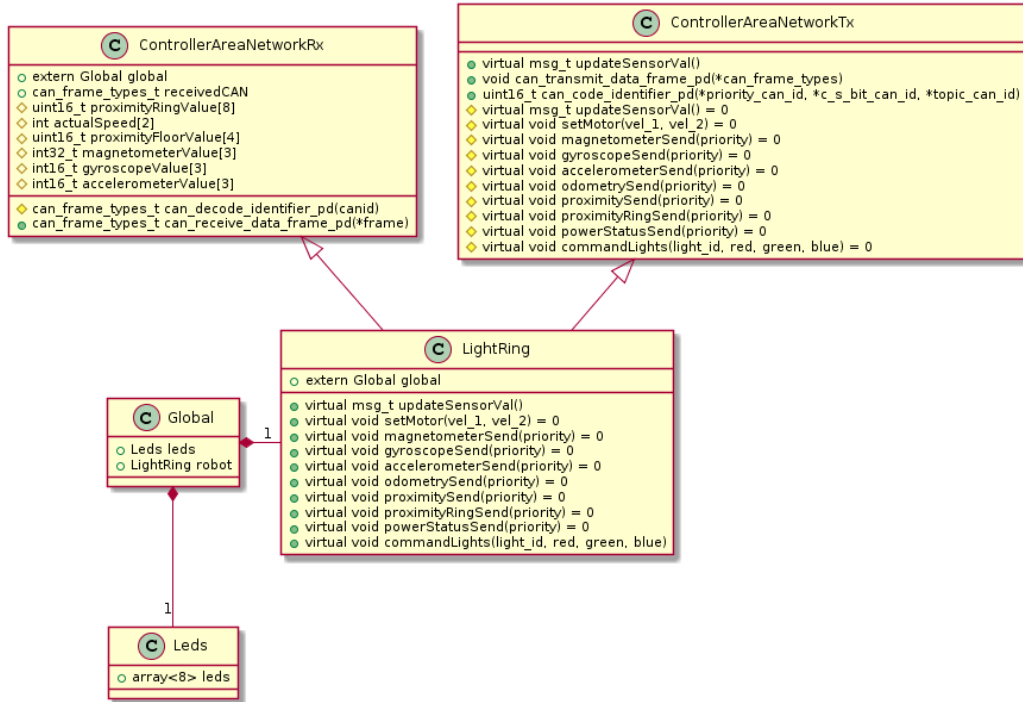 C ControllerAreaNetworkRx
extern Global global
can_frame_types_t receivedCAN
uint16_t proximityRingValue[8]
int actualSpeed[2]
uint16_t proximityFloorValue[4]
int32_t magnetometerValue[3]
int16_t gyroscopeValue[3]
int16_t accelerometerValue[3]
can_frame_types_t can_decode_identifier_pd(canid)
can_frame_types_t can_receive_data_frame_pd(*frame)
C ControllerAreaNetworkTx
virtual msg_t updateSensorVal()
void can_transmit_data_frame_pd(*can_frame_types)
uint16_t can_code_identifier_pd(*priority_can_id, *c_s_bit_can_id, *topic_can_id)
virtual msg_t updateSensorVal() = 0
virtual void setMotor(vel_1, vel_2) = 0
virtual void magnetometerSend(priority) = 0
virtual void gyroscopeSend(priority) = 0
virtual void accelerometerSend(priority) = 0
virtual void odometrySend(priority) = 0
virtual void proximitySend(priority) = 0
virtual void proximityRingSend(priority) = 0
virtual void powerStatusSend(priority) = 0
virtual void commandLights(light_id, red, green, blue) = 0
C LightRing
extern Global global
virtual msg_t updateSensorVal()
virtual void setMotor(vel_1, vel_2) = 0
virtual void magnetometerSend(priority) = 0
virtual void gyroscopeSend(priority) = 0
virtual void accelerometerSend(priority) = 0
virtual void odometrySend(priority) = 0
virtual void proximitySend(priority) = 0
virtual void proximityRingSend(priority) = 0
virtual void powerStatusSend(priority) = 0
virtual void commandLights(light_id, red, green, blue)
C Global
Leds leds
LightRing robot
1
1
C Leds
array<8> leds